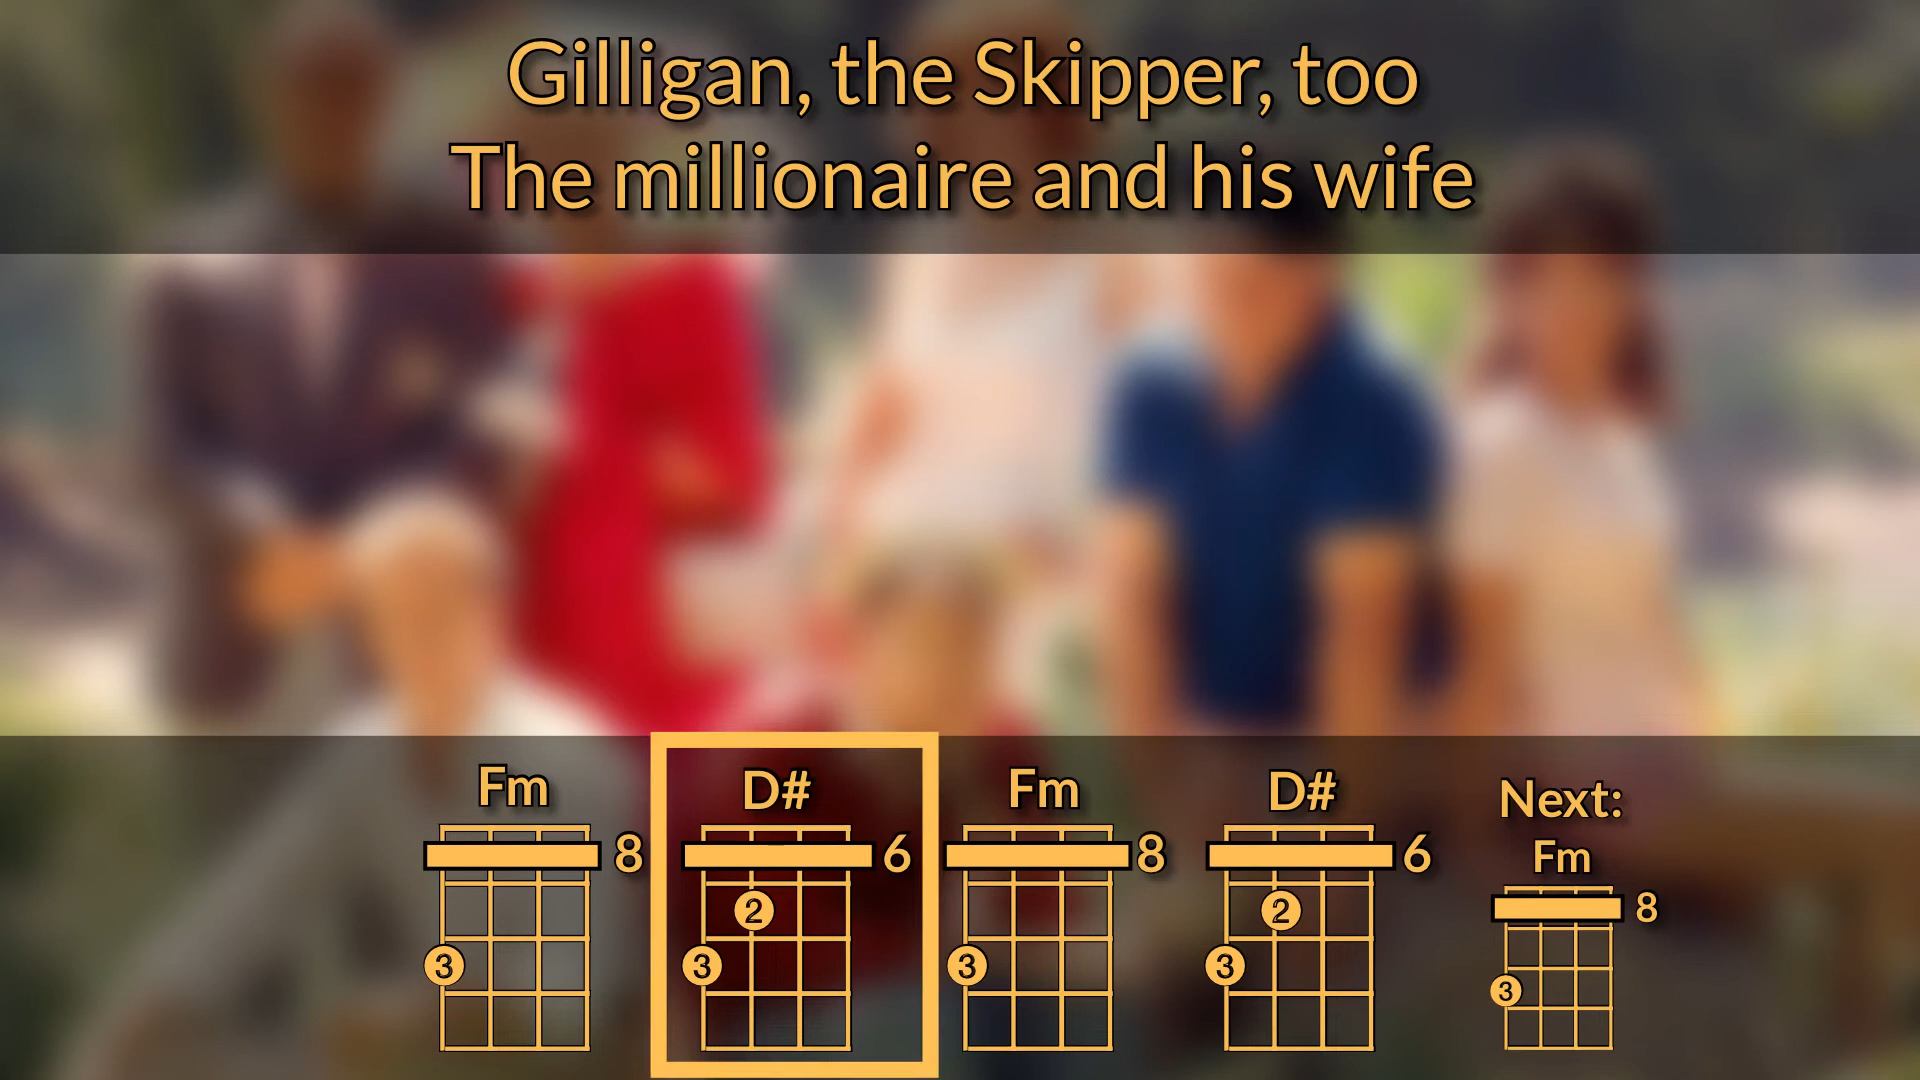 Gilligan, the Skipper, too
The millionaire and his wife
Fm D# Fm D# Next:
Fm
8 6 8 6
8
2 2
3 3 3 3
3